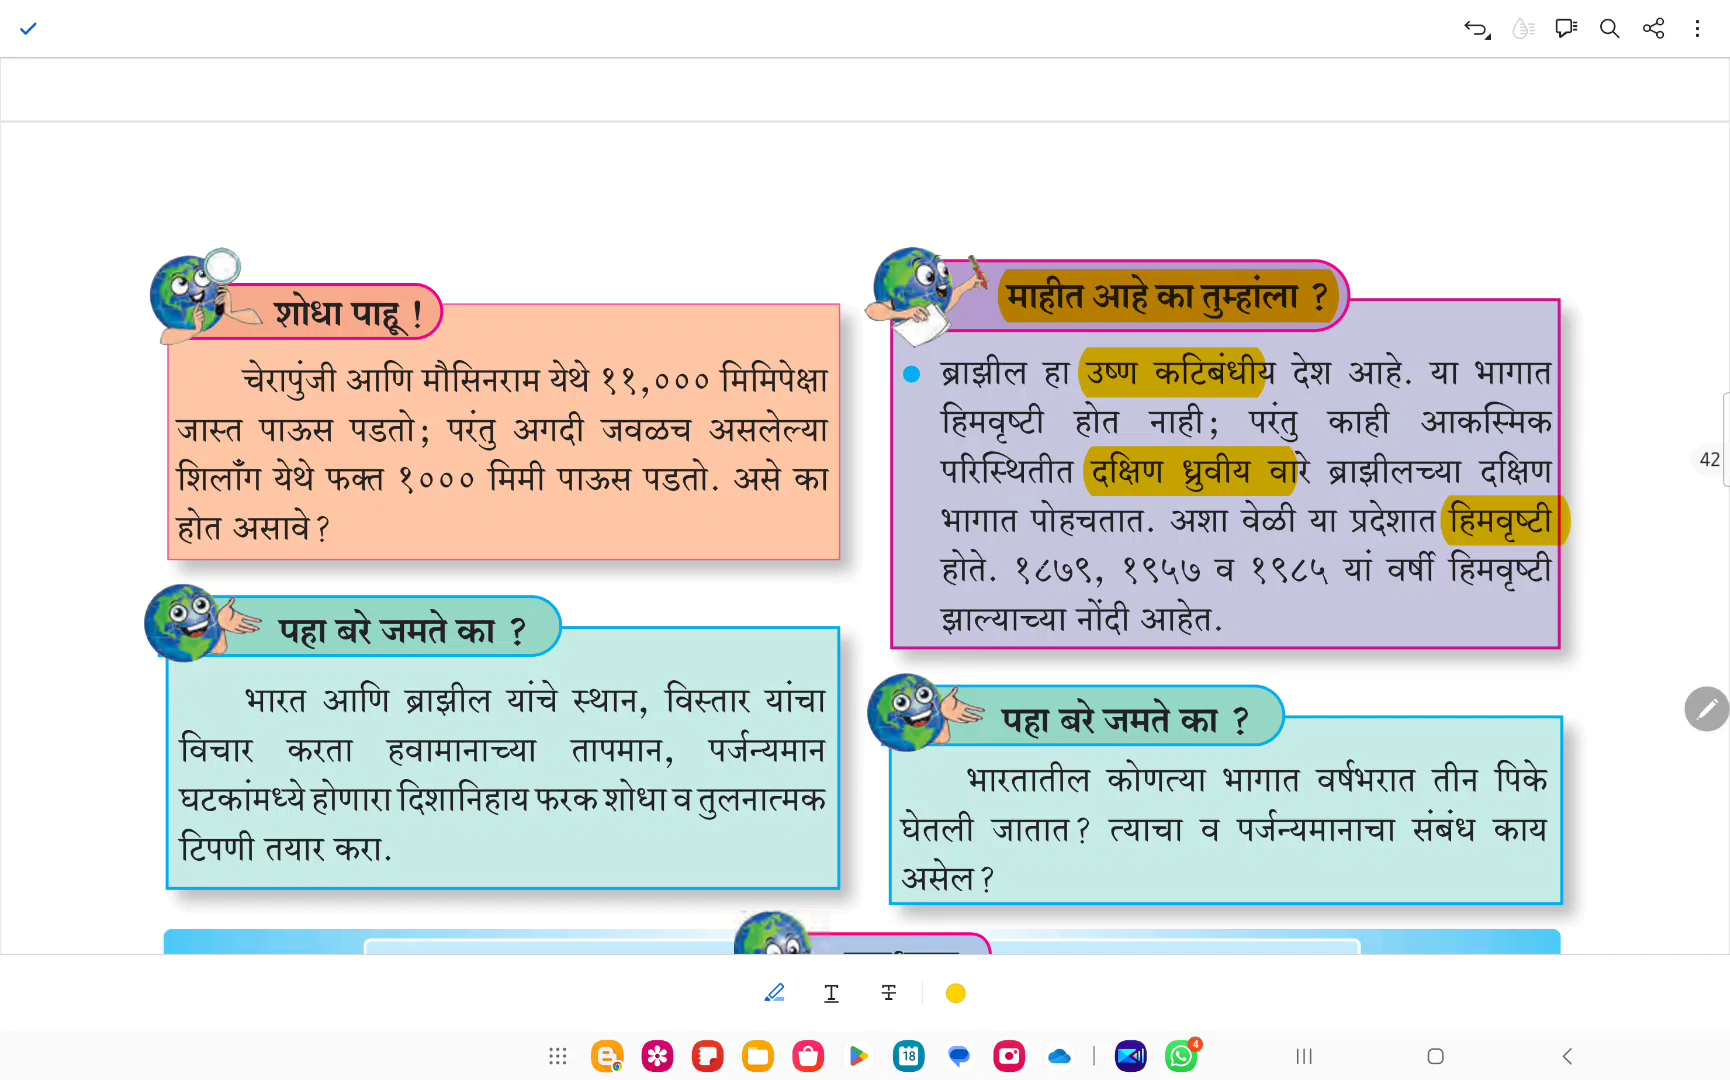 शोधा पाहू !
चेरापुंजी आणि मौसिनराम येथे ११,००० मिमिपेक्षा
जास्त पाऊस पडतो; परंतु अगदी जवळच असलेल्या
शिलाँग येथे फक्त १००० मिमी पाऊस पडतो. असे का
होत असावे?
पहा बरे जमते का ?
भारत आणि ब्राझील यांचे स्थान, विस्तार यांचा
विचार करता हवामानाच्या तापमान, पर्जन्यमान
घटकांमध्ये होणारा दिशानिहाय फरक शोधा व तुलनात्मक
टिपणी तयार करा.
माहीत आहे का तुम्हांला ?
ब्राझील हा उष्ण कटिबंधीय देश आहे. या भागात
हिमवृष्टी होत नाही; परंतु काही आकस्मिक
परिस्थितीत दक्षिण ध्रुवीय वारे ब्राझीलच्या दक्षिण
भागात पोहचतात. अशा वेळी या प्रदेशात हिमवृष्टी
होते. १८७९, १९५७ व १९८५ यां वर्षी हिमवृष्टी
झाल्याच्या नोंदी आहेत.
पहा बरे जमते का ?
भारतातील कोणत्या भागात वर्षभरात तीन पिके
घेतली जातात? त्याचा व पर्जन्यमानाचा संबंध काय
असेल?
42
T T
18
4